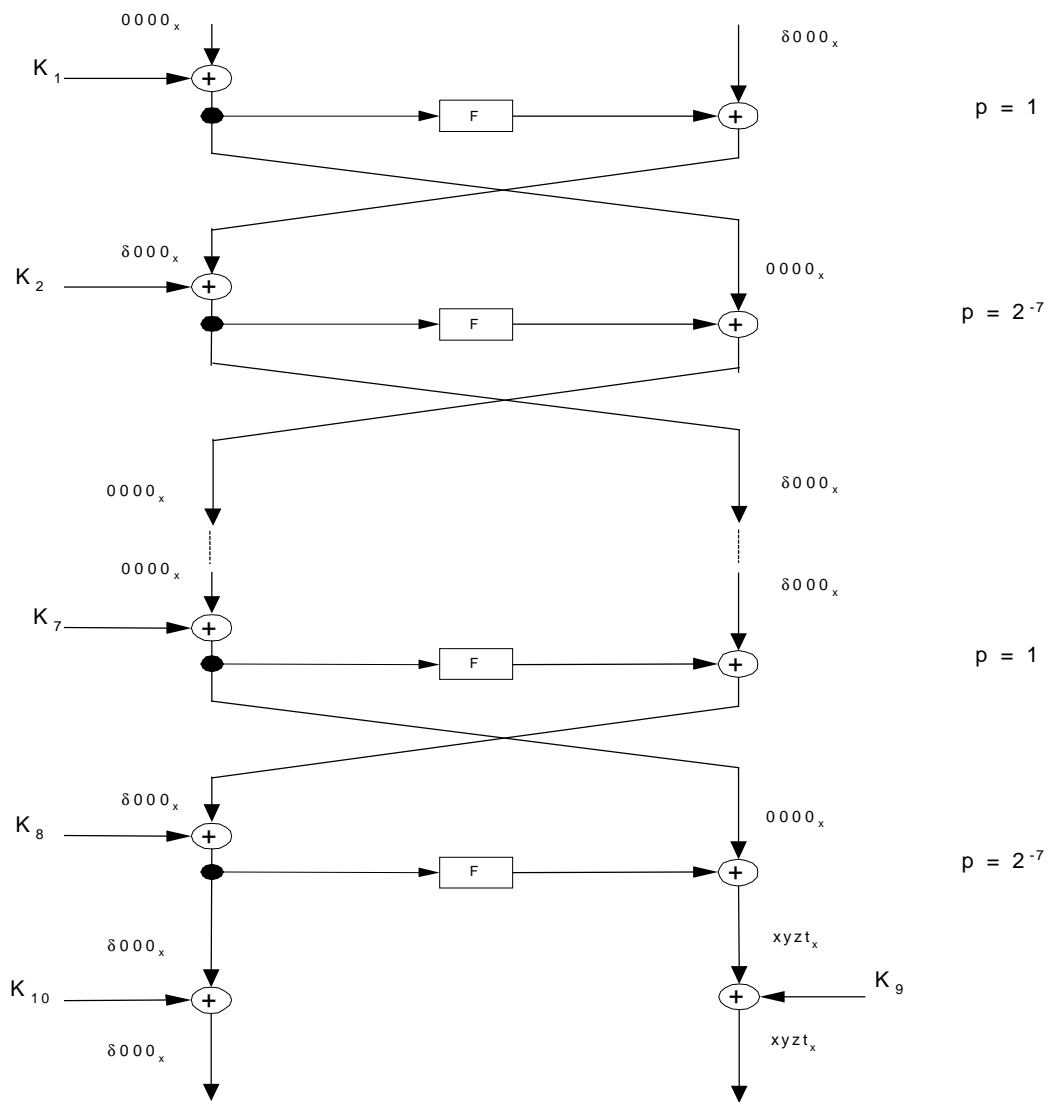 0000ₓ
δ000ₓ
K₁
+
F
+
p = 1
δ000ₓ
0000ₓ
K₂
+
F
+
p = 2⁻⁷
0000ₓ
δ000ₓ
0000ₓ
δ000ₓ
K₇
+
F
+
p = 1
δ000ₓ
0000ₓ
K₈
+
F
+
p = 2⁻⁷
δ000ₓ
xyztₓ
K₁₀
+
+
K₉
δ000ₓ
xyztₓ